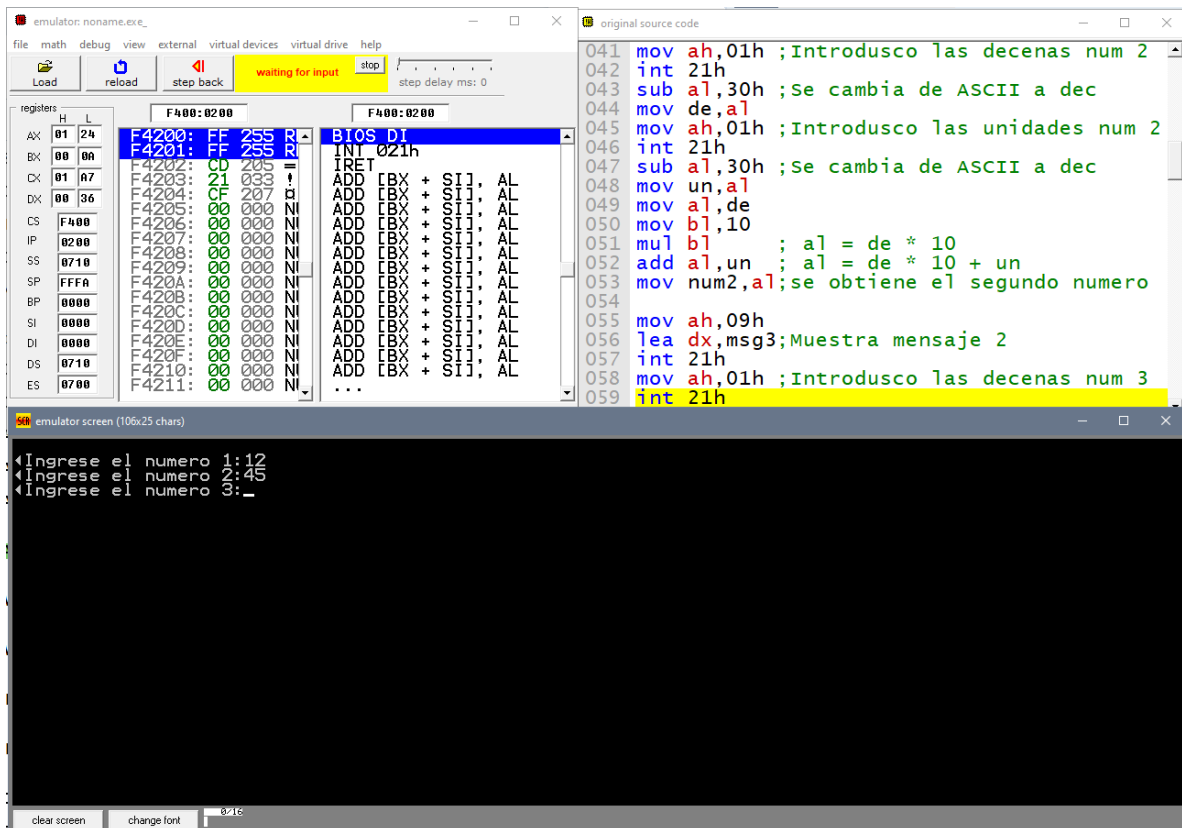 emulator: noname.exe_
file math debug view external virtual devices virtual drive help
Load reload step back waiting for input stop step delay ms: 0
registers F400:0200 F400:0200
H L
AX 01 24
BX 00 0A
CX 01 A7
DX 00 36
CS F400
IP 0200
SS 0710
SP FFFA
BP 0000
SI 0000
DI 0000
DS 0710
ES 0700
F4200: FF 255 R
F4201: FF 255 R
F4202: CD 205 =
F4203: 21 033 !
F4204: CF 207 ¤
F4205: 00 000 NU
F4206: 00 000 NU
F4207: 00 000 NU
F4208: 00 000 NU
F4209: 00 000 NU
F420A: 00 000 NU
F420B: 00 000 NU
F420C: 00 000 NU
F420D: 00 000 NU
F420E: 00 000 NU
F420F: 00 000 NU
F4210: 00 000 NU
F4211: 00 000 NU
BIOS DI
INT 021h
IRET
ADD [BX + SI], AL
ADD [BX + SI], AL
ADD [BX + SI], AL
ADD [BX + SI], AL
ADD [BX + SI], AL
ADD [BX + SI], AL
ADD [BX + SI], AL
ADD [BX + SI], AL
ADD [BX + SI], AL
ADD [BX + SI], AL
ADD [BX + SI], AL
ADD [BX + SI], AL
ADD [BX + SI], AL
...
original source code
041 mov ah,01h ;Introdusco las decenas num 2
042 int 21h
043 sub al,30h ;Se cambia de ASCII a dec
044 mov de,al
045 mov ah,01h ;Introdusco las unidades num 2
046 int 21h
047 sub al,30h ;Se cambia de ASCII a dec
048 mov un,al
049 mov al,de
050 mov bl,10
051 mul bl ; al = de * 10
052 add al,un ; al = de * 10 + un
053 mov num2,al;se obtiene el segundo numero
054
055 mov ah,09h
056 lea dx,msg3;Muestra mensaje 2
057 int 21h
058 mov ah,01h ;Introdusco las decenas num 3
059 int 21h
emulator screen (106x25 chars)
Ingrese el numero 1:12
Ingrese el numero 2:45
Ingrese el numero 3:_
clear screen change font 0/16